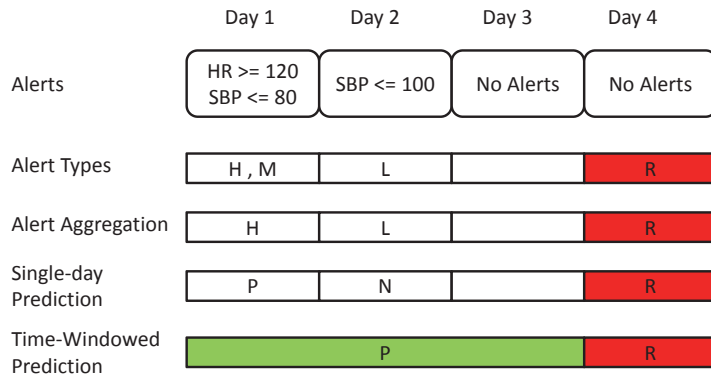 Day 1 Day 2 Day 3 Day 4
Alerts
HR >= 120
SBP <= 80
SBP <= 100
No Alerts
No Alerts
Alert Types
H , M L R
Alert Aggregation
H L R
Single-day
Prediction
P N R
Time-Windowed
Prediction
P R